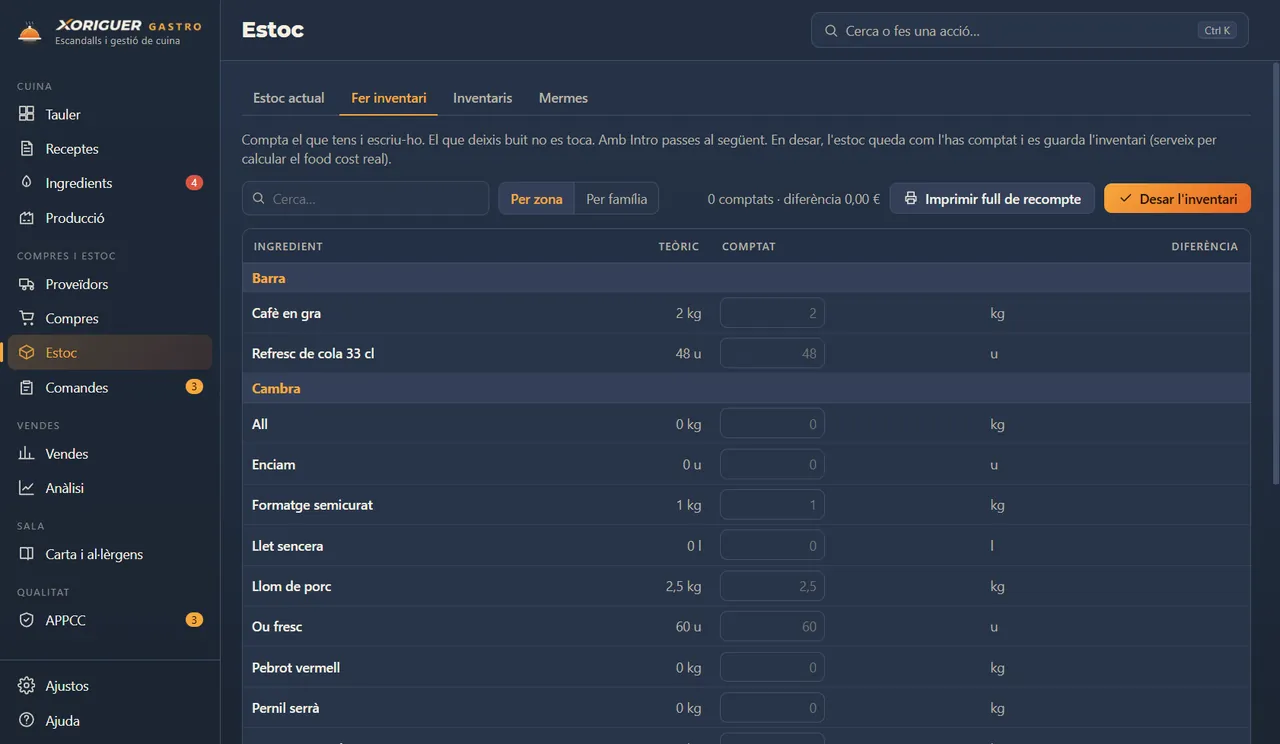 XORIGUER GASTRO
Escandalls i gestió de cuina
CUINA
Tauler
Receptes
Ingredients 4
Producció
COMPRES I ESTOC
Proveïdors
Compres
Estoc
Comandes 3
VENDES
Vendes
Anàlisi
SALA
Carta i al·lèrgens
QUALITAT
APPCC 3
Ajustos
Ajuda
Estoc
Cerca o fes una acció... Ctrl K
Estoc actual Fer inventari Inventaris Mermes
Compta el que tens i escriu-ho. El que deixis buit no es toca. Amb Intro passes al següent. En desar, l'estoc queda com l'has comptat i es guarda l'inventari (serveix per
calcular el food cost real).
Cerca... Per zona Per família 0 comptats · diferència 0,00 € Imprimir full de recompte Desar l'inventari
INGREDIENT TEÒRIC COMPTAT DIFERÈNCIA
Barra
Cafè en gra 2 kg 2 kg
Refresc de cola 33 cl 48 u 48 u
Cambra
All 0 kg 0 kg
Enciam 0 u 0 u
Formatge semicurat 1 kg 1 kg
Llet sencera 0 l 0 l
Llom de porc 2,5 kg 2,5 kg
Ou fresc 60 u 60 u
Pebrot vermell 0 kg 0 kg
Pernil serrà 0 kg 0 kg